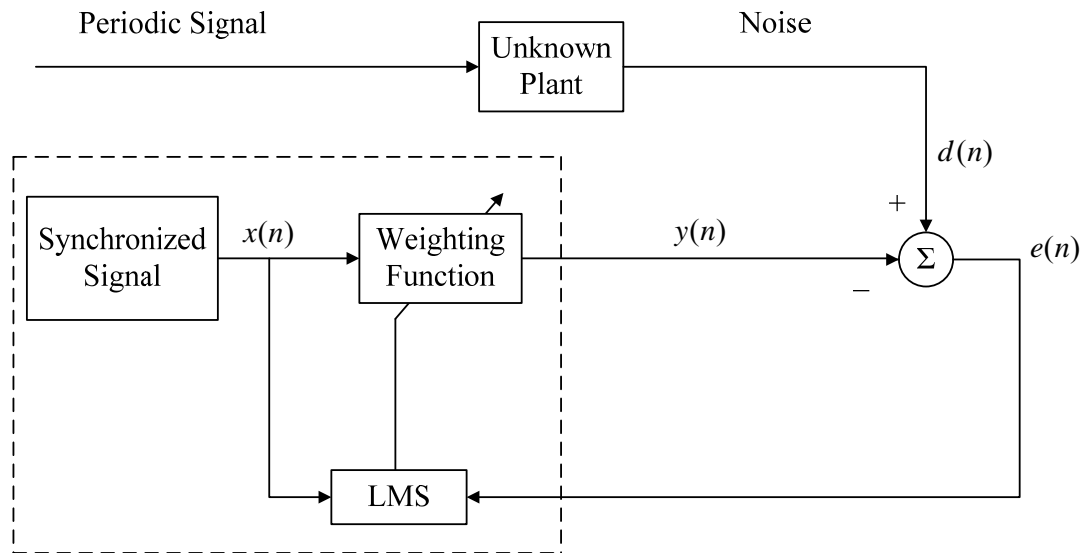 Periodic Signal
Noise
Unknown
Plant
d(n)
+
Synchronized
Signal
x(n)
Weighting
Function
y(n)
−
Σ
e(n)
LMS